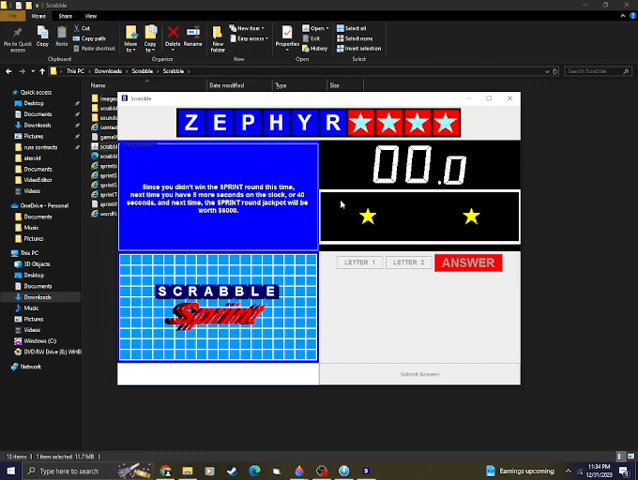 Scrabble
File
Home
Share
View
Pin to Quick access
Copy
Paste
Cut
Copy path
Paste shortcut
Clipboard
Move to
Copy to
Delete
Rename
Organize
New folder
New item
Easy access
New
Properties
Open
Edit
History
Open
Select all
Select none
Invert selection
Select
This PC
Downloads
Scrabble
Scrabble
Search Scrabble
Name
Date modified
Type
Size
Quick access
Desktop
Documents
Downloads
Pictures
russ contracts
VideoEditor
Videos
OneDrive - Personal
Documents
Music
Pictures
This PC
3D Objects
Desktop
Documents
Downloads
Music
Pictures
Videos
Windows (C:)
Network
Scrabble
ZEPHYR
00.0
Since you didn't win the SPRINT round this time,
next time you have 5 more seconds on the clock, or 40
seconds, and next time, the SPRINT round jackpot will be
worth $6000.
LETTER 1
LETTER 2
ANSWER
SCRABBLE
Sprint
Submit Answer
13 items
1 item selected
11.7 MB
Type here to search
Earnings upcoming
11:34 PM
12/31/2023